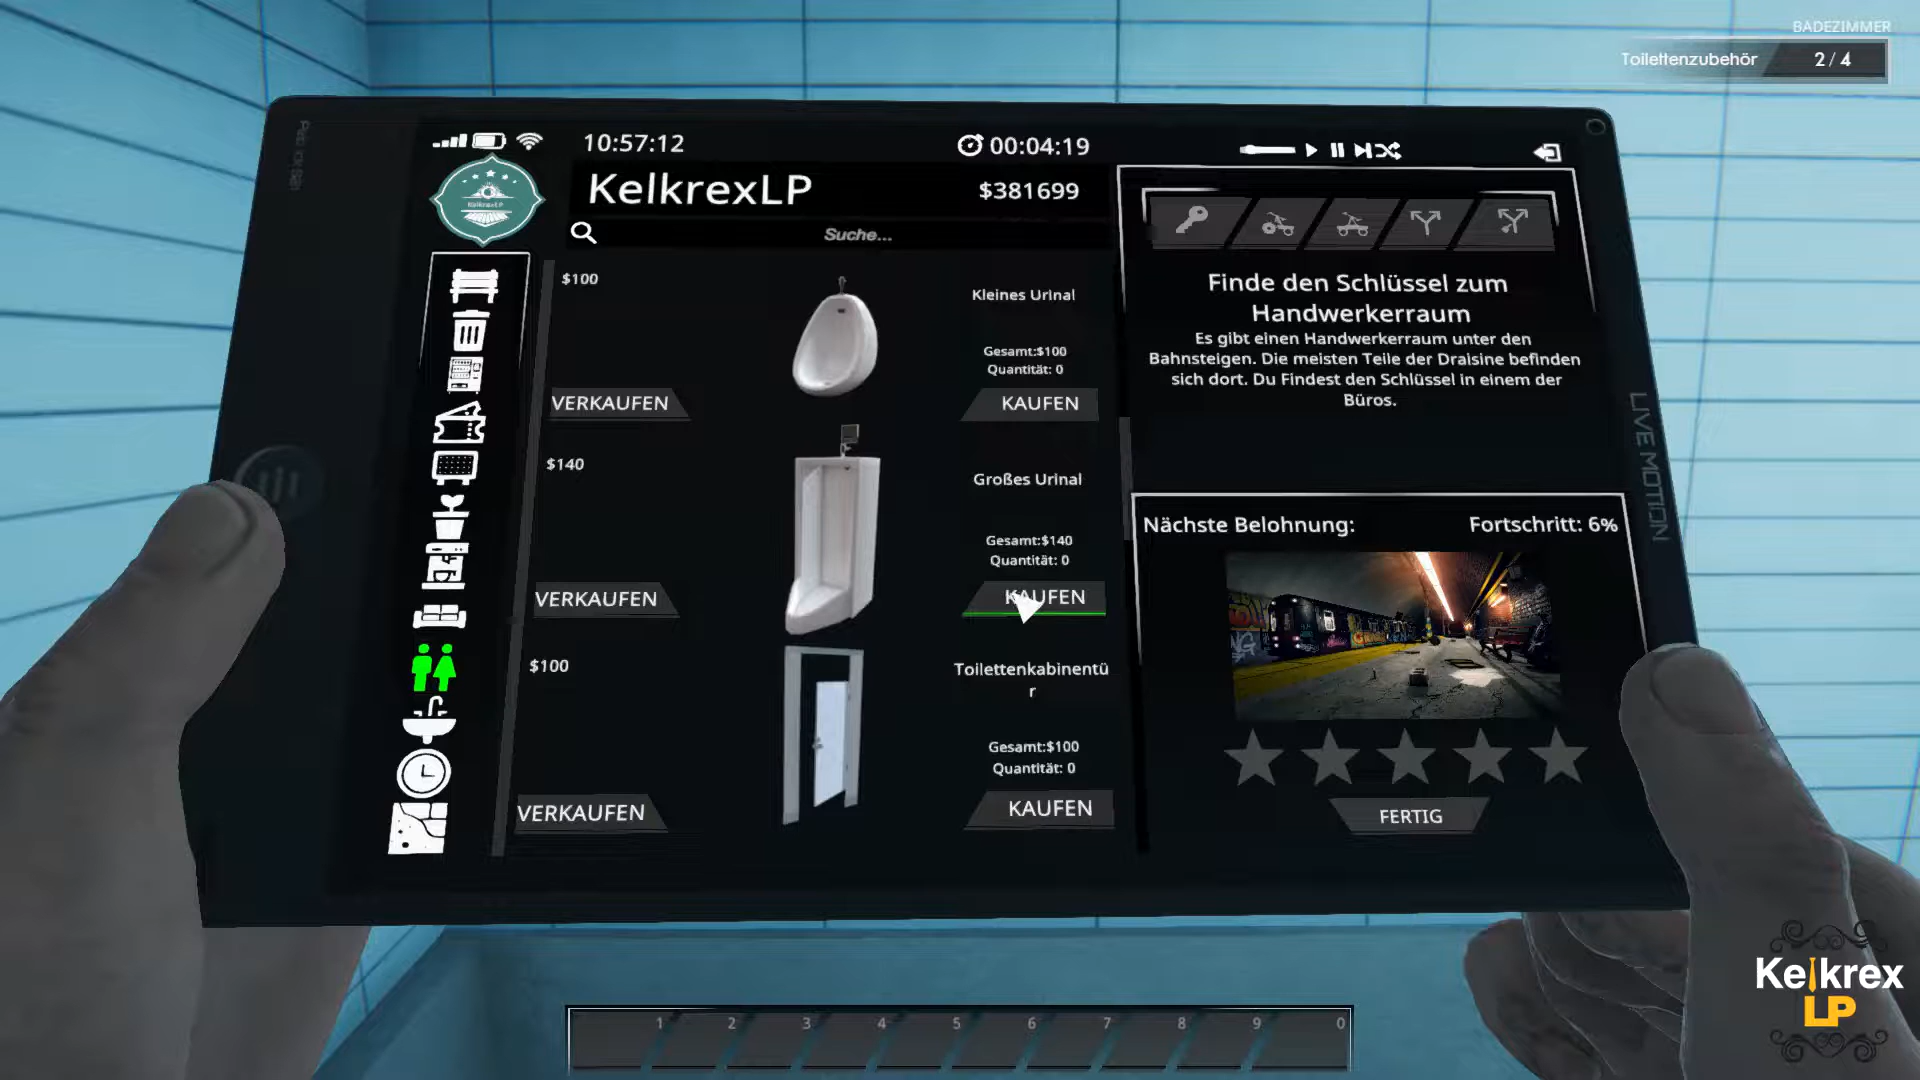 BADEZIMMER
Toilettenzubehör 2 / 4
10:57:12
00:04:19
KelkrexLP
$381699
Suche...
$100
Kleines Urinal
Gesamt:$100
Quantität: 0
VERKAUFEN
KAUFEN
$140
Großes Urinal
Gesamt:$140
Quantität: 0
VERKAUFEN
KAUFEN
$100
Toilettenkabinentü
r
Gesamt:$100
Quantität: 0
VERKAUFEN
KAUFEN
Finde den Schlüssel zum
Handwerkerraum
Es gibt einen Handwerkerraum unter den
Bahnsteigen. Die meisten Teile der Draisine befinden
sich dort. Du Findest den Schlüssel in einem der
Büros.
Nächste Belohnung:
Fortschritt: 6%
FERTIG
LIVE MOTION
1 2 3 4 5 6 7 8 9 0
Kelkrex
LP